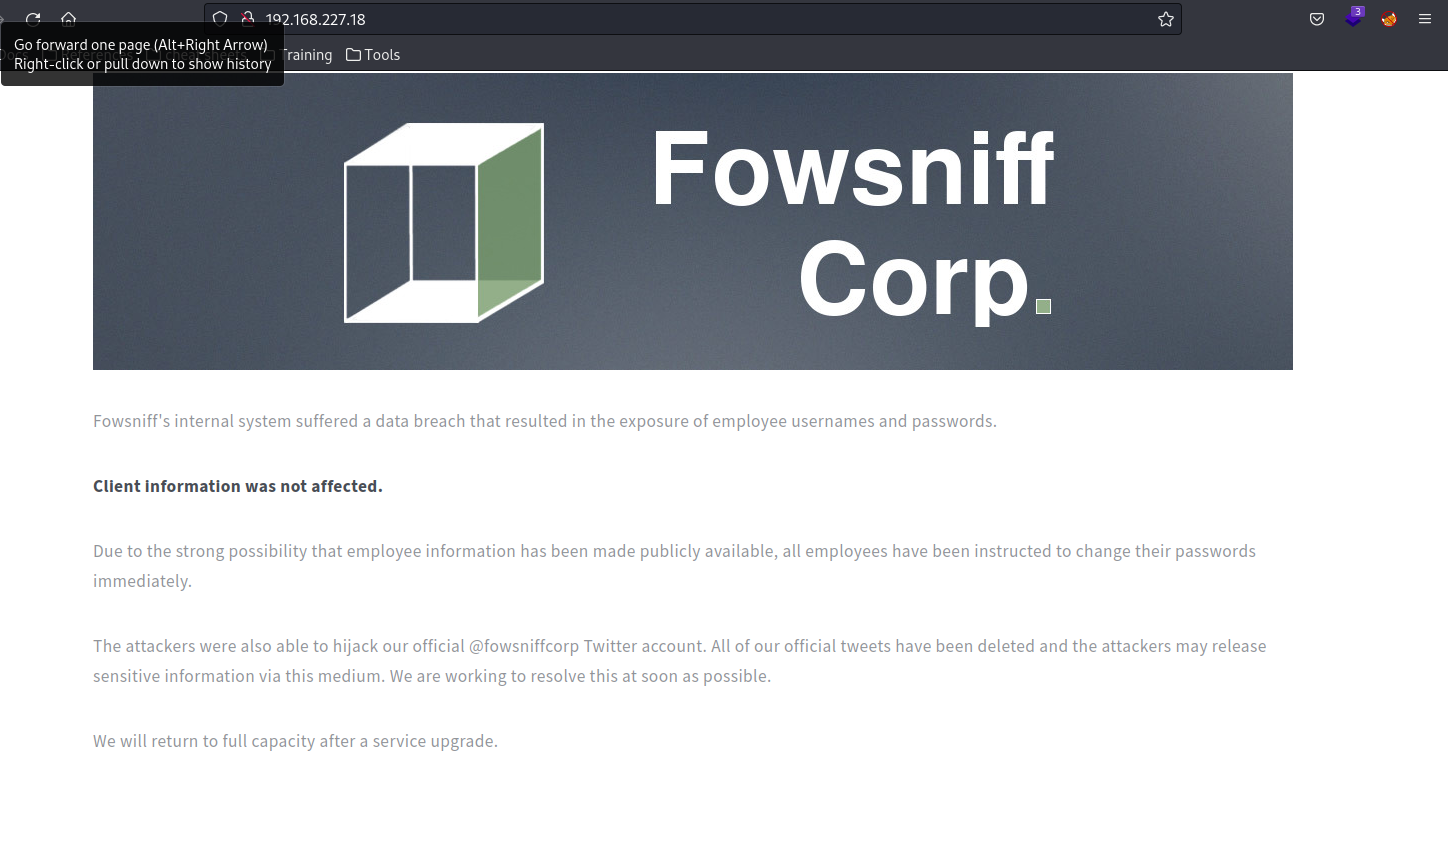 192.168.227.18
3
Go forward one page (Alt+Right Arrow)
Right-click or pull down to show history
Training
Tools
Fowsniff
Corp.
Fowsniff's internal system suffered a data breach that resulted in the exposure of employee usernames and passwords.
Client information was not affected.
Due to the strong possibility that employee information has been made publicly available, all employees have been instructed to change their passwords
immediately.
The attackers were also able to hijack our official @fowsniffcorp Twitter account. All of our official tweets have been deleted and the attackers may release
sensitive information via this medium. We are working to resolve this at soon as possible.
We will return to full capacity after a service upgrade.